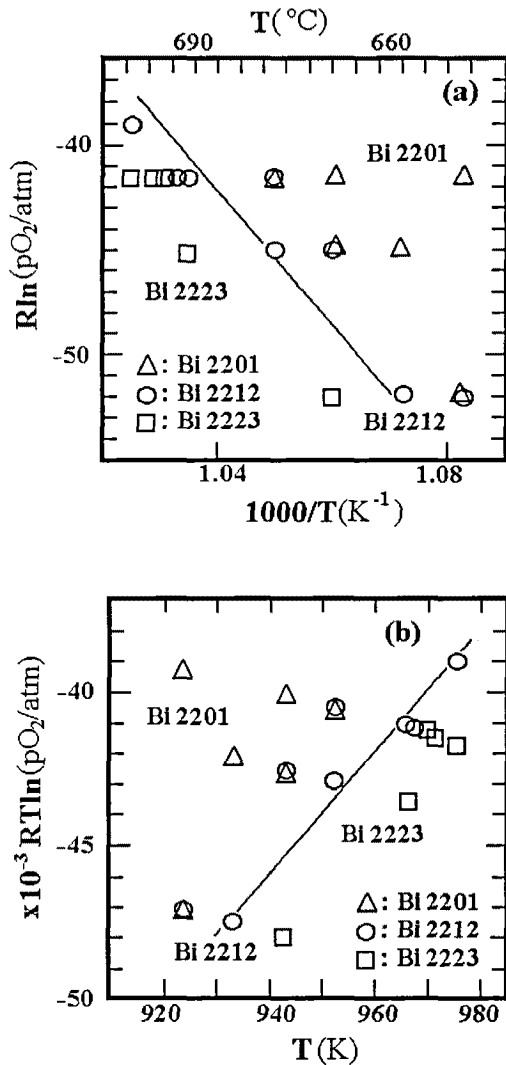 T(°C)
690 660
(a)
Bi 2201
-40
Rln(pO₂/atm)
Bi 2223
-50
△: Bi 2201
○: Bi 2212
□: Bi 2223
Bi 2212
1.04 1.08
1000/T(K⁻¹)
(b)
-40
Bi 2201
x10⁻³ RTln(pO₂/atm)
Bi 2223
-45
△: Bi 2201
○: Bi 2212
□: Bi 2223
Bi 2212
-50
920 940 960 980
T(K)